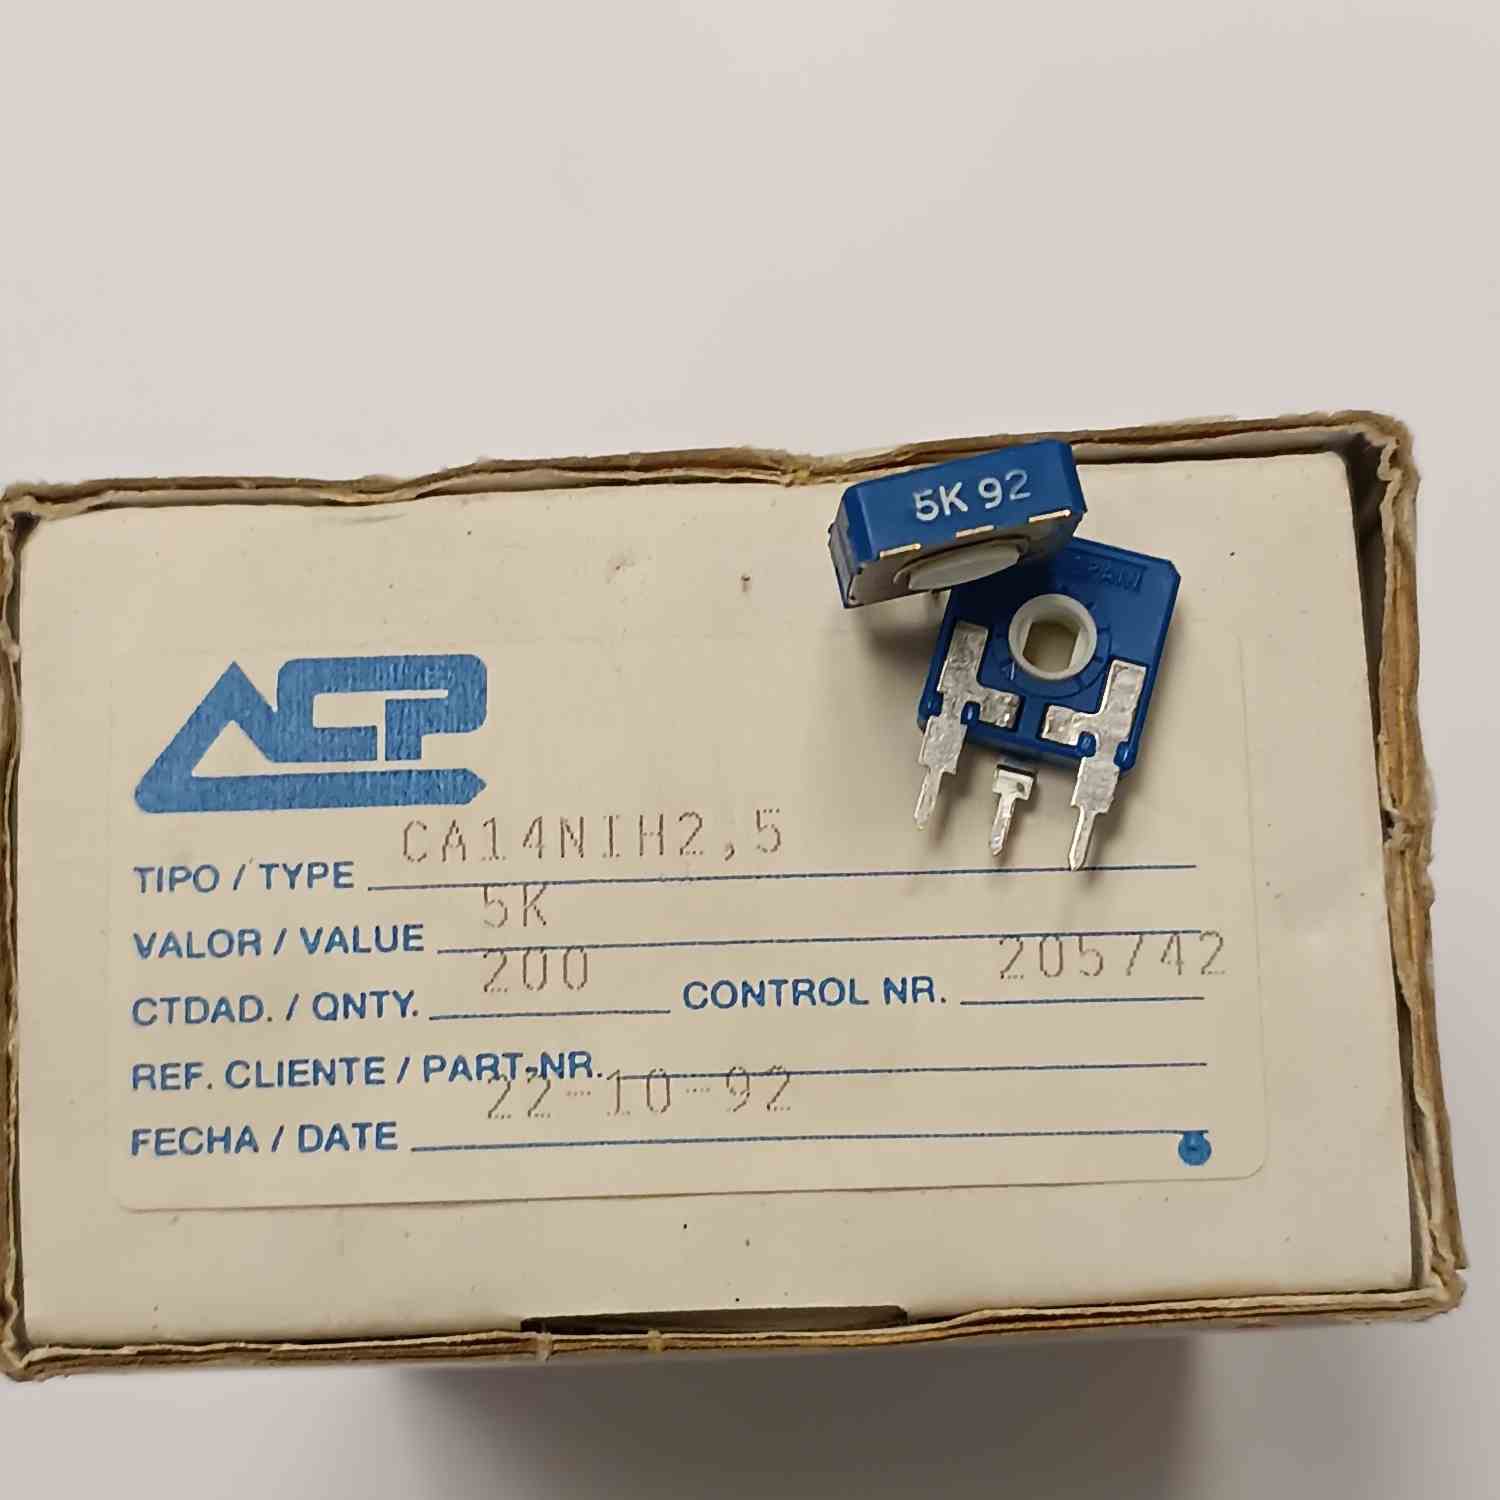 5K 92
ACP
CA14NIH2,5
TIPO / TYPE
5K
VALOR / VALUE
200 205742
CTDAD. / QNTY. CONTROL NR.
REF. CLIENTE / PART-NR.
22-10-92
FECHA / DATE